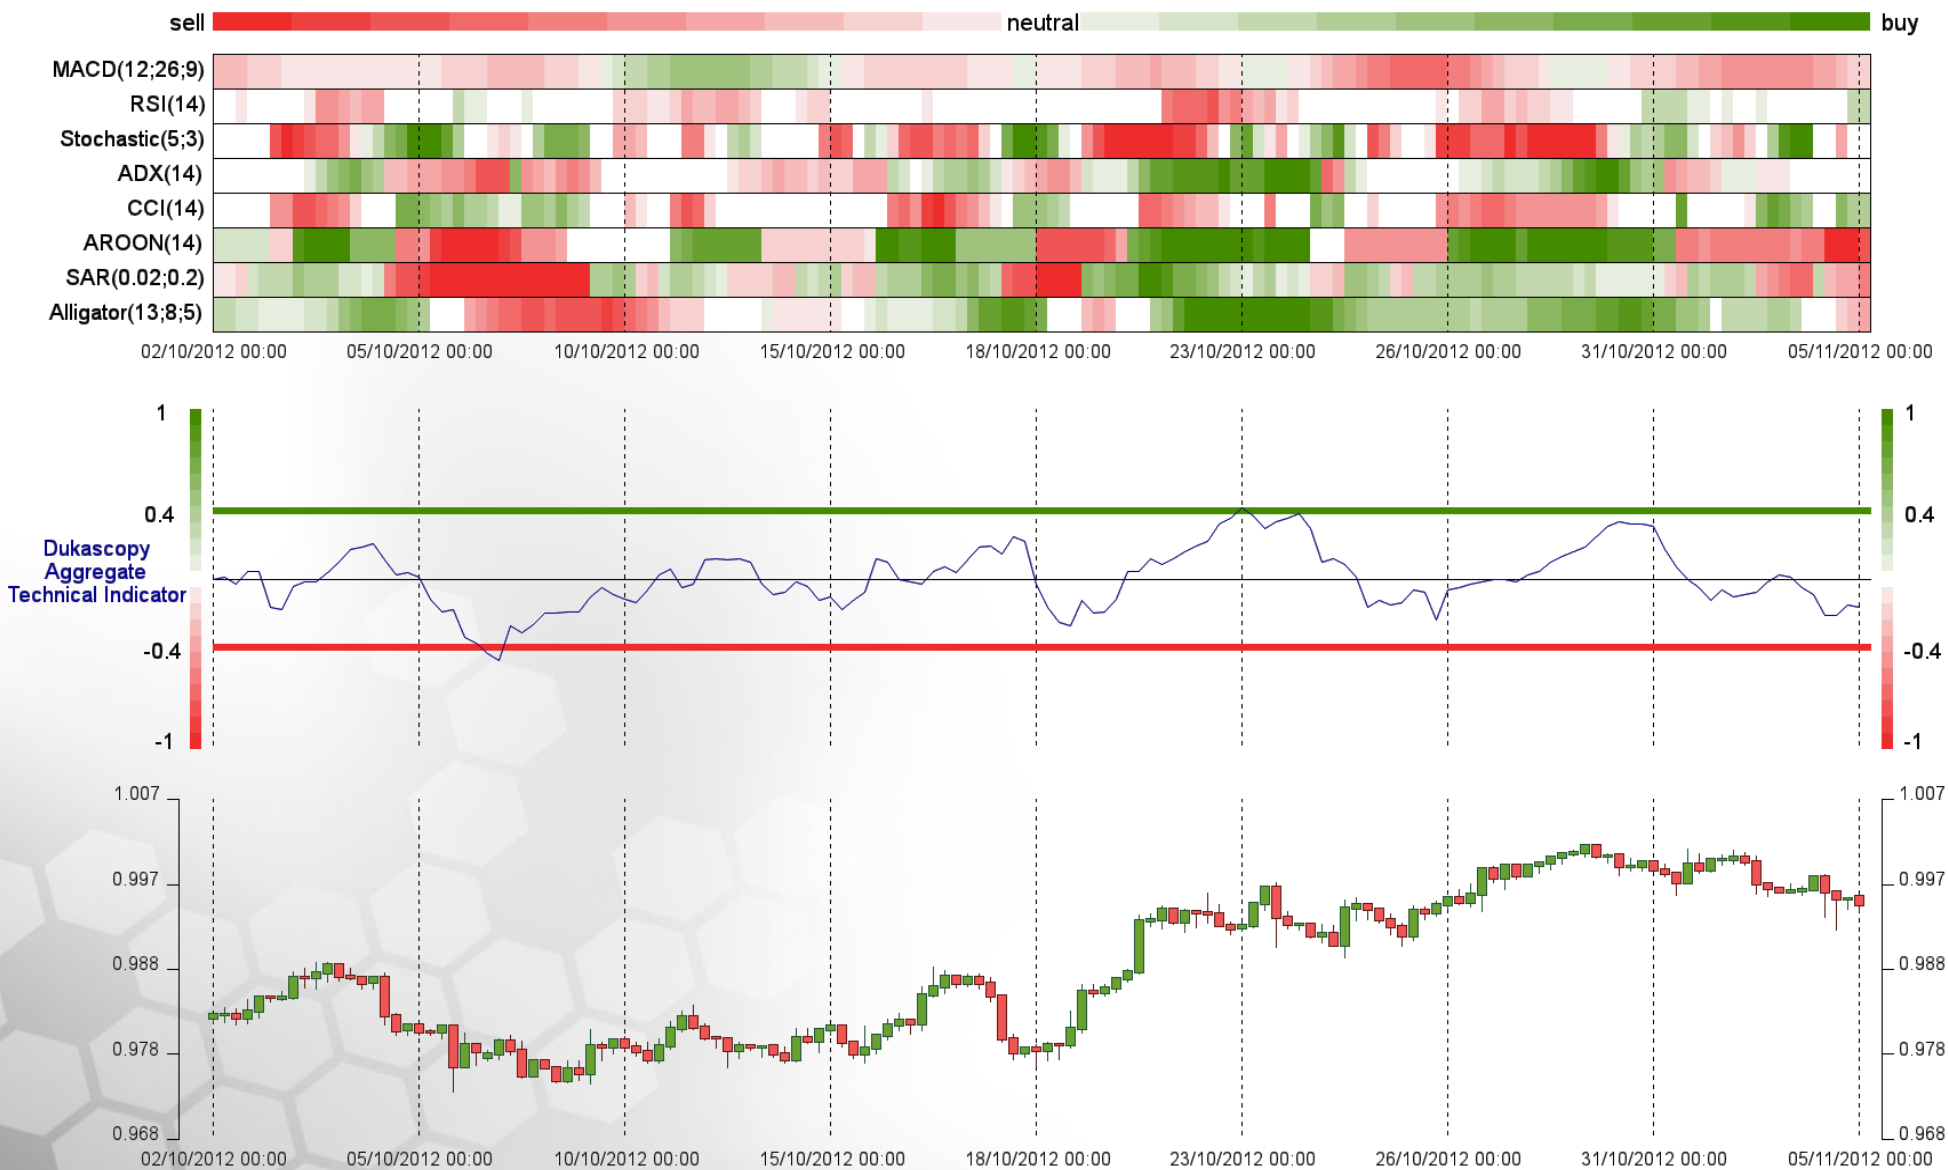 sell neutral buy
MACD(12;26;9)
RSI(14)
Stochastic(5;3)
ADX(14)
CCI(14)
AROON(14)
SAR(0.02;0.2)
Alligator(13;8;5)
02/10/2012 00:00 05/10/2012 00:00 10/10/2012 00:00 15/10/2012 00:00 18/10/2012 00:00 23/10/2012 00:00 26/10/2012 00:00 31/10/2012 00:00 05/11/2012 00:00
1 1
0.4 0.4
Dukascopy
Aggregate
Technical Indicator
-0.4 -0.4
-1 -1
1.007 1.007
0.997 0.997
0.988 0.988
0.978 0.978
0.968 0.968
02/10/2012 00:00 05/10/2012 00:00 10/10/2012 00:00 15/10/2012 00:00 18/10/2012 00:00 23/10/2012 00:00 26/10/2012 00:00 31/10/2012 00:00 05/11/2012 00:00